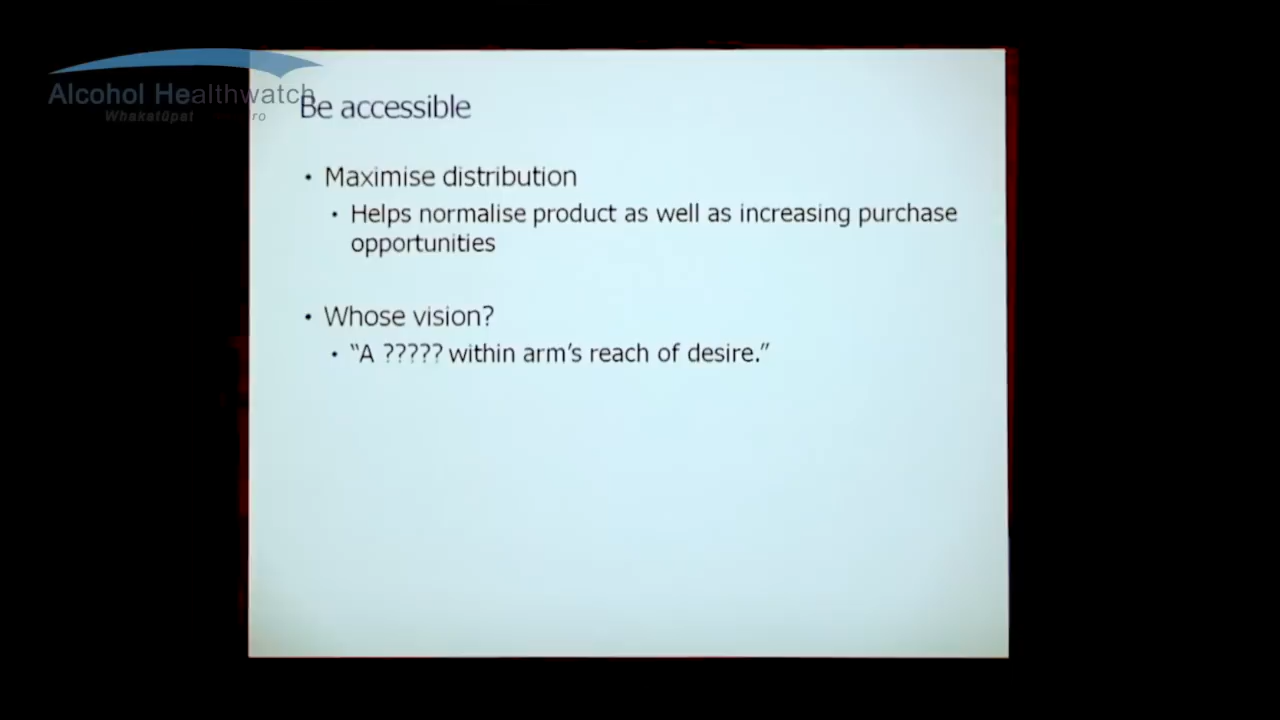 Alcohol Healthwatch
Be accessible
• Maximise distribution
• Helps normalise product as well as increasing purchase
opportunities
• Whose vision?
• “A ????? within arm’s reach of desire.”